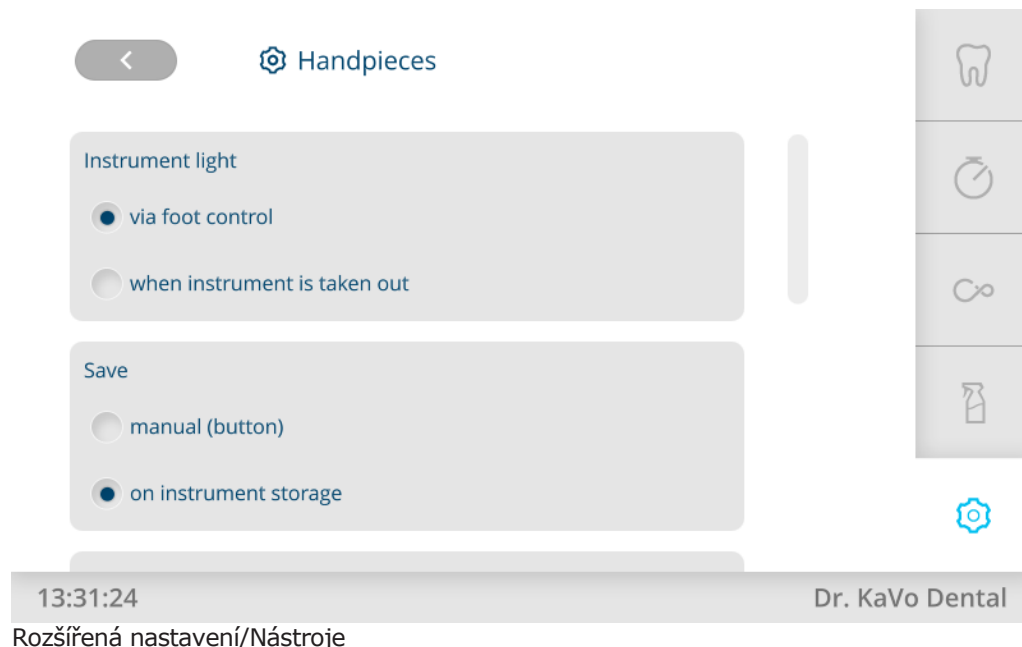 Handpieces
Instrument light
via foot control
when instrument is taken out
Save
manual (button)
on instrument storage
13:31:24 Dr. KaVo Dental
Rozšířená nastavení/Nástroje